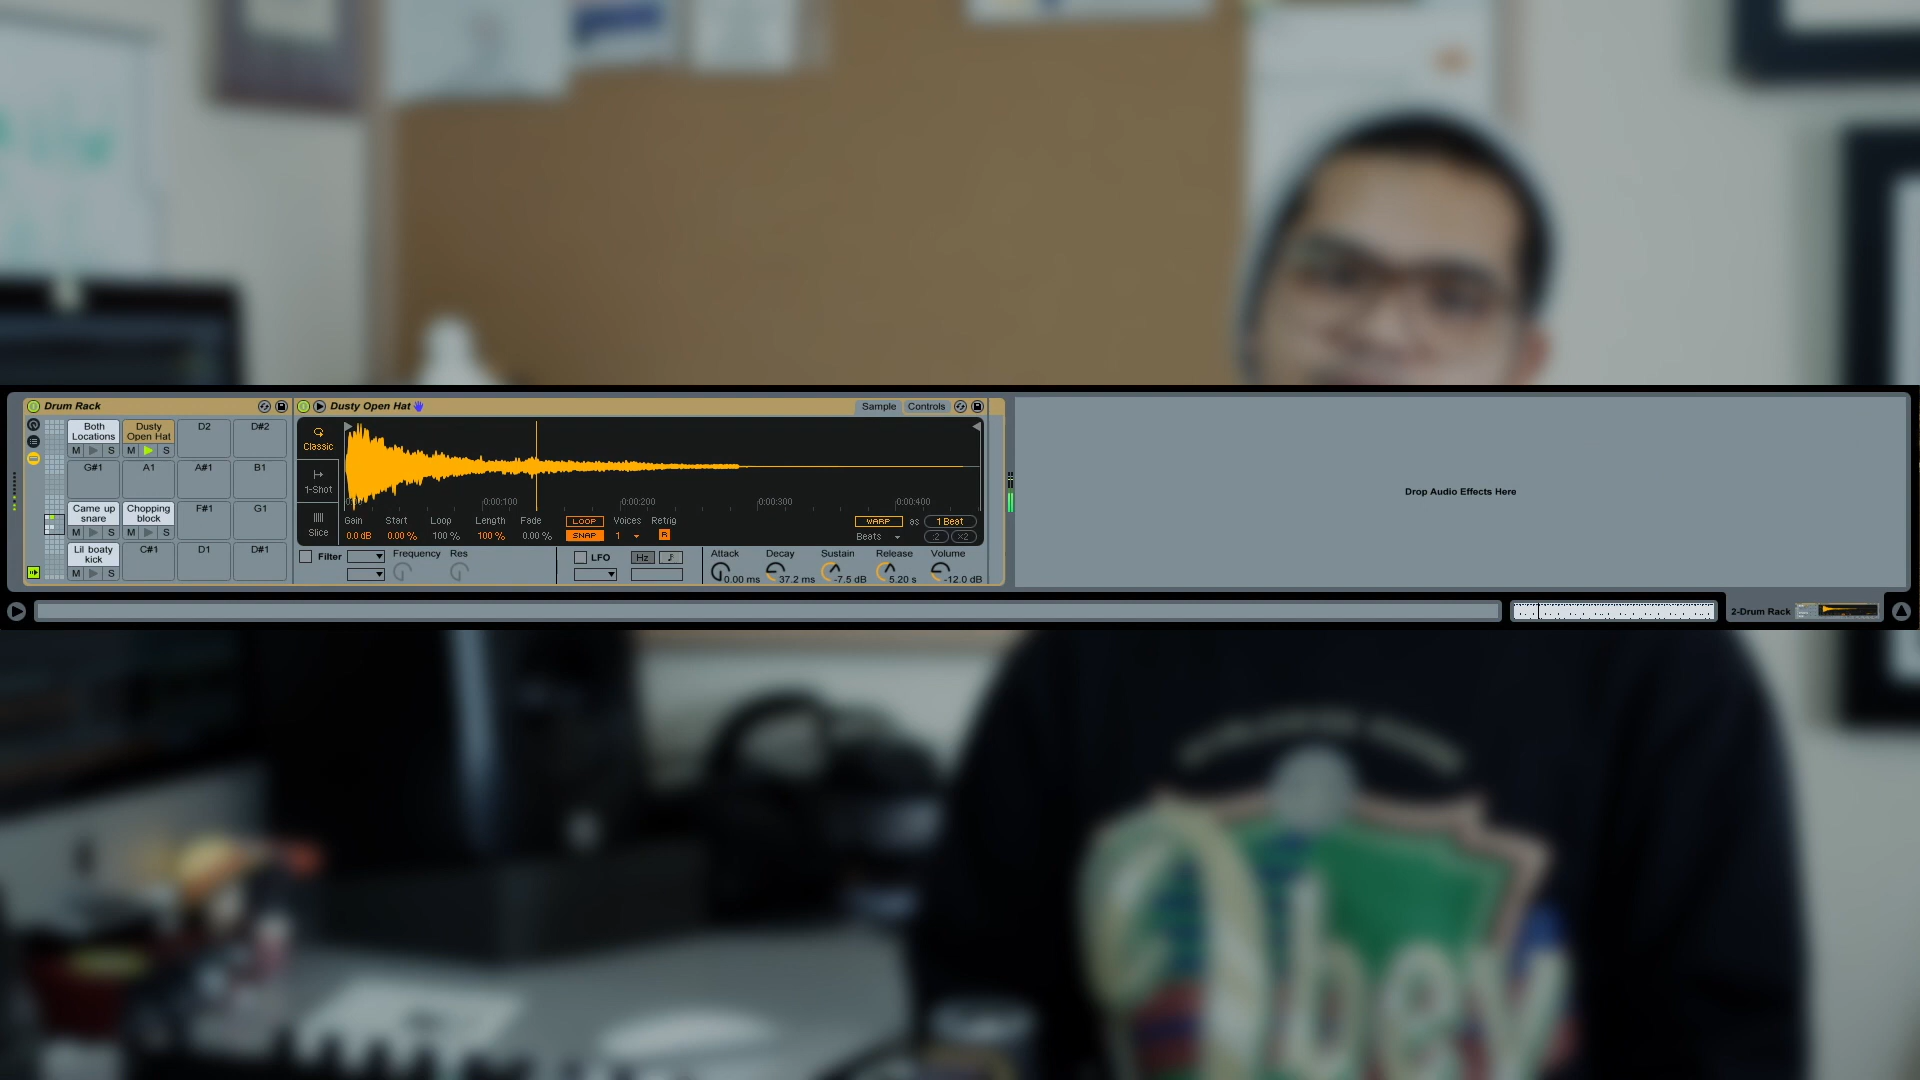 Drum Rack
Dusty Open Hat
Sample
Controls
Both
Locations
M
S
Dusty
Open Hat
M
S
D2
D#2
G#1
A1
A#1
B1
Came up
snare
M
S
Chopping
block
M
S
F#1
G1
Lil boaty
kick
M
S
C#1
D1
D#1
Classic
1-Shot
Slice
0:00:100
0:00:200
0:00:300
0:00:400
Gain
Start
Loop
Length
Fade
LOOP
Voices
Retrig
WARP
as
1 Beat
0.0 dB
0.00 %
100 %
100 %
0.00 %
SNAP
1
R
Beats
:2
×2
Filter
Frequency
Res
LFO
Hz
Attack
Decay
Sustain
Release
Volume
0.00 ms
37.2 ms
-7.5 dB
5.20 s
-12.0 dB
Drop Audio Effects Here
2-Drum Rack
Obey